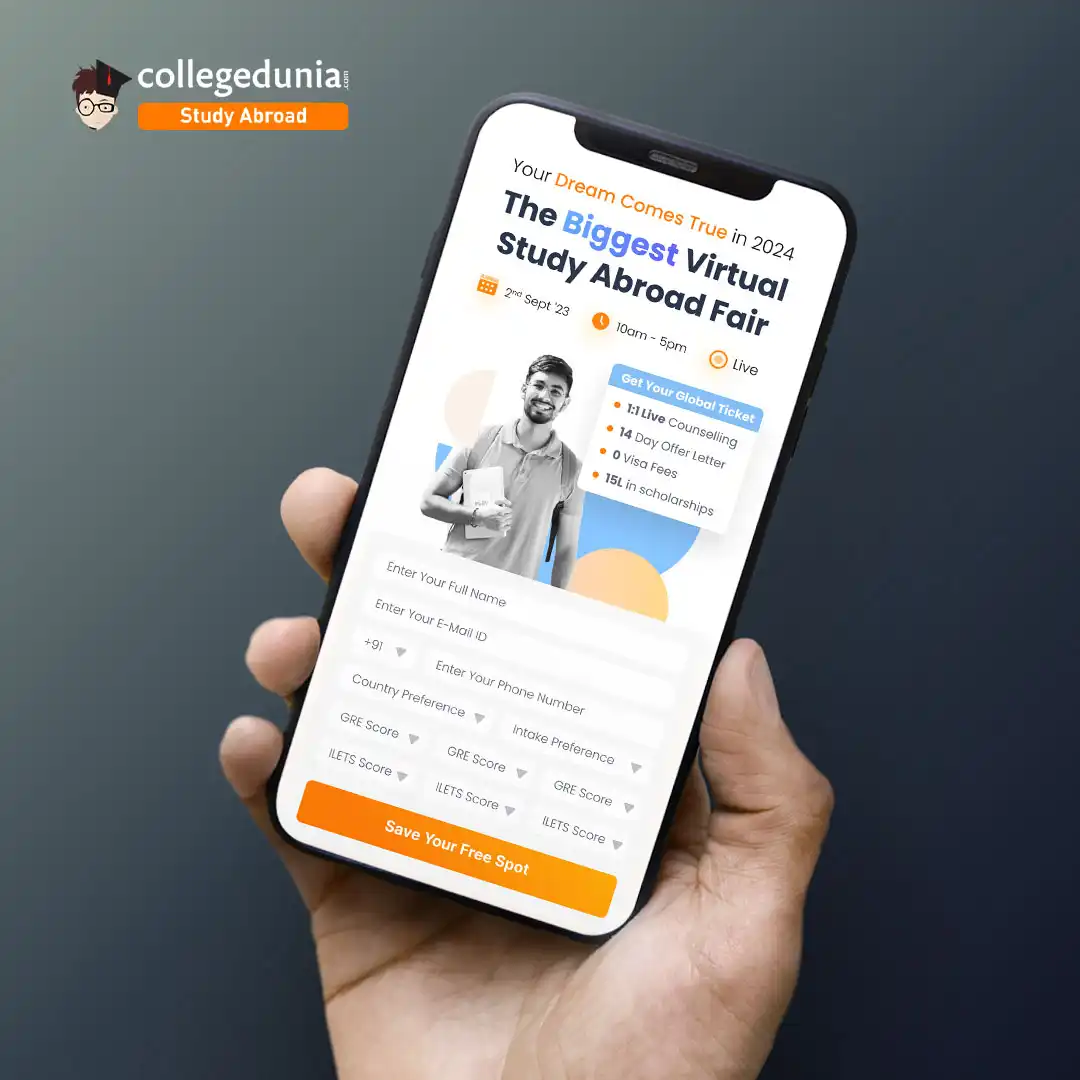 collegedunia.com
Study Abroad
Your Dream Comes True in 2024
The Biggest Virtual
Study Abroad Fair
2nd Sept '23
10am - 5pm
Live
Get Your Global Ticket
1:1 Live Counselling
14 Day Offer Letter
0 Visa Fees
15L in scholarships
Enter Your Full Name
Enter Your E-Mail ID
+91
Enter Your Phone Number
Country Preference
Intake Preference
GRE Score
GRE Score
GRE Score
ILETS Score
ILETS Score
ILETS Score
Save Your Free Spot